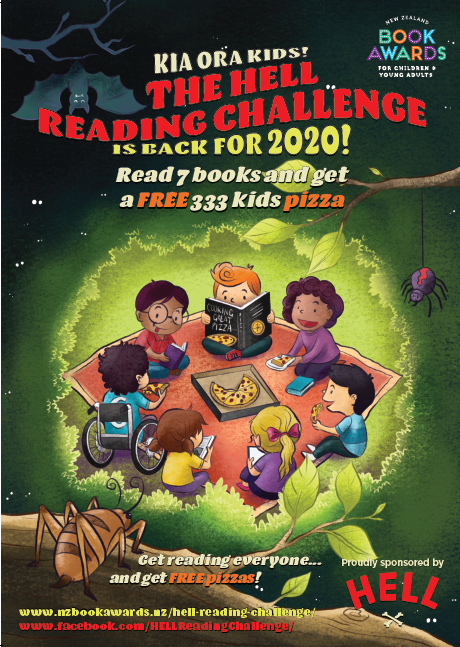 NEW ZEALAND
BOOK
AWARDS
FOR CHILDREN +
YOUNG ADULTS
KIA ORA KIDS!
THE HELL
READING CHALLENGE
IS BACK FOR 2020!
Read 7 books and get
a FREE 333 kids pizza
COOKING
GREAT
PIZZA
Get reading everyone...
and get FREE pizzas!
Proudly sponsored by
HELL
www.nzbookawards.nz/hell-reading-challenge/
www.facebook.com/HELLReadingChallenge/